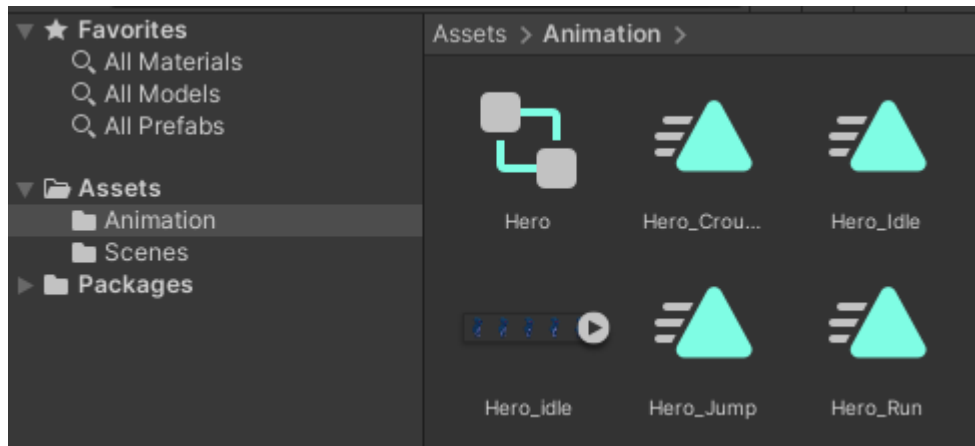 Favorites
All Materials
All Models
All Prefabs
Assets
Animation
Scenes
Packages
Assets > Animation >
Hero
Hero_Crou...
Hero_Idle
Hero_idle
Hero_Jump
Hero_Run